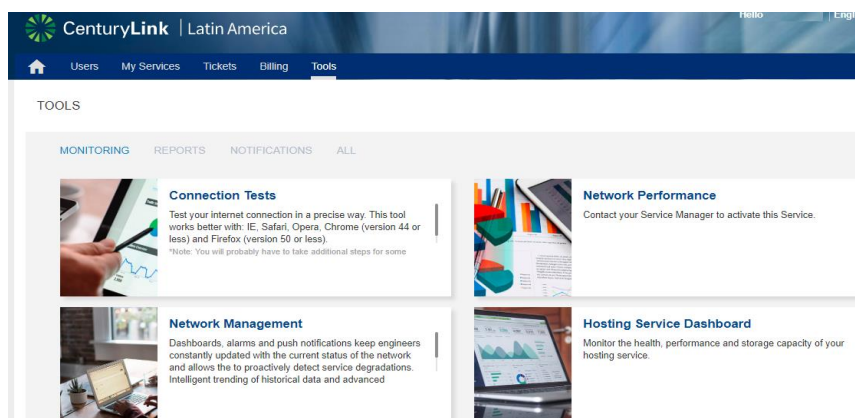 Hello
CenturyLink | Latin America
Users My Services Tickets Billing Tools
TOOLS
MONITORING REPORTS NOTIFICATIONS ALL
Connection Tests
Test your internet connection in a precise way. This tool
works better with: IE, Safari, Opera, Chrome (version 44 or
less) and Firefox (version 50 or less).
*Note: You will probably have to take additional steps for some
Network Performance
Contact your Service Manager to activate this Service.
Network Management
Dashboards, alarms and push notifications keep engineers
constantly updated with the current status of the network
and allows the to proactively detect service degradations.
Intelligent trending of historical data and advanced
Hosting Service Dashboard
Monitor the health, performance and storage capacity of your
hosting service.